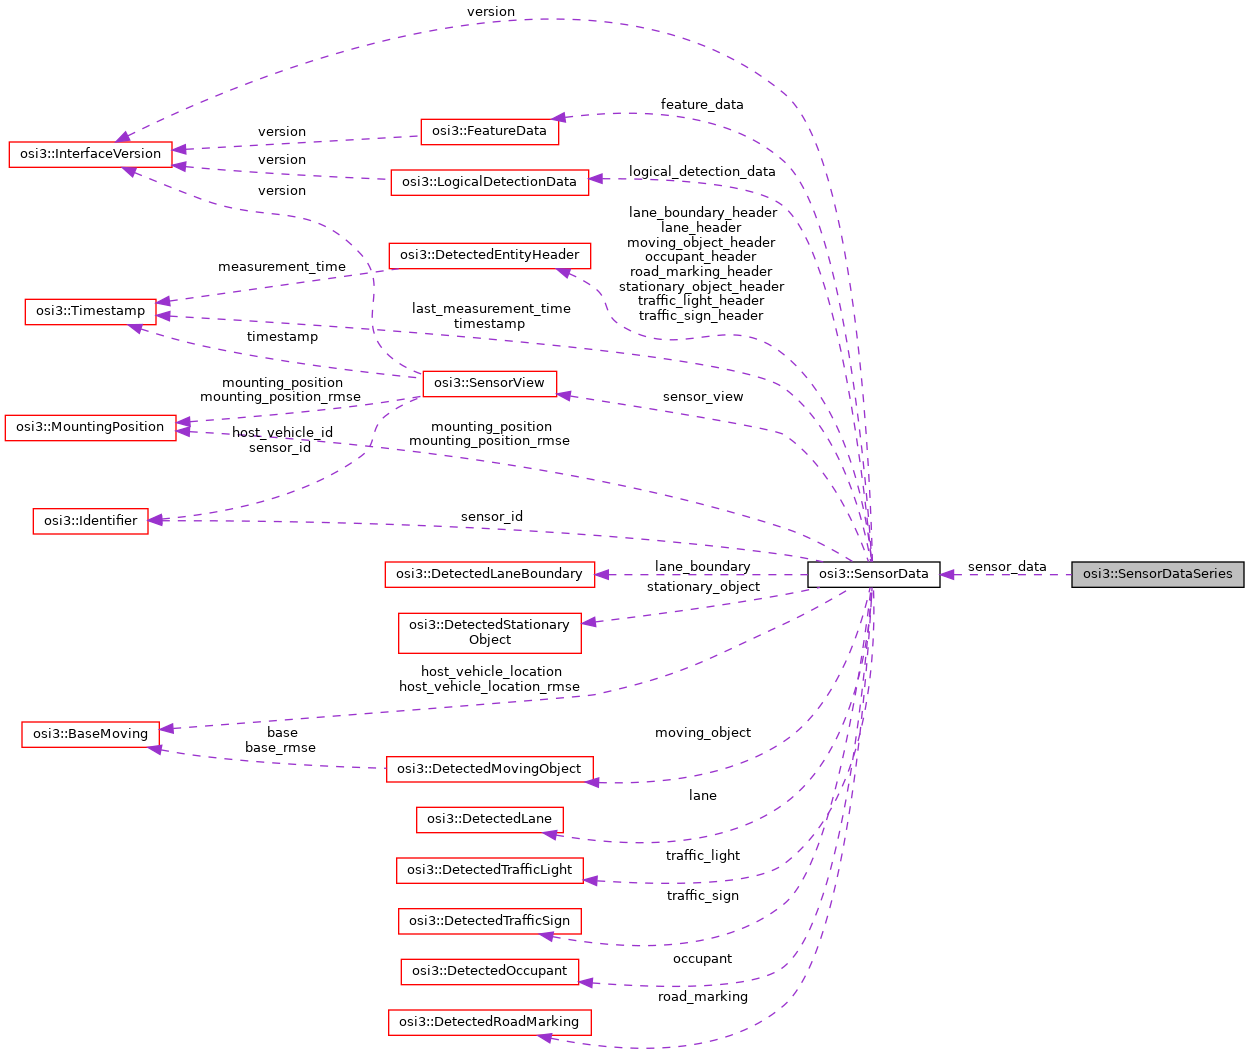 version
feature_data
osi3::FeatureData
version
osi3::InterfaceVersion
version
logical_detection_data
osi3::LogicalDetectionData
version
lane_boundary_header
lane_header
moving_object_header
occupant_header
road_marking_header
stationary_object_header
traffic_light_header
traffic_sign_header
osi3::DetectedEntityHeader
measurement_time
osi3::Timestamp
last_measurement_time
timestamp
timestamp
osi3::SensorView
mounting_position
mounting_position_rmse
sensor_view
osi3::MountingPosition
host_vehicle_id
sensor_id
mounting_position
mounting_position_rmse
osi3::Identifier
sensor_id
osi3::DetectedLaneBoundary
lane_boundary
osi3::SensorData
sensor_data
osi3::SensorDataSeries
stationary_object
osi3::DetectedStationary
Object
host_vehicle_location
host_vehicle_location_rmse
osi3::BaseMoving
base
base_rmse
moving_object
osi3::DetectedMovingObject
lane
osi3::DetectedLane
traffic_light
osi3::DetectedTrafficLight
traffic_sign
osi3::DetectedTrafficSign
occupant
osi3::DetectedOccupant
road_marking
osi3::DetectedRoadMarking